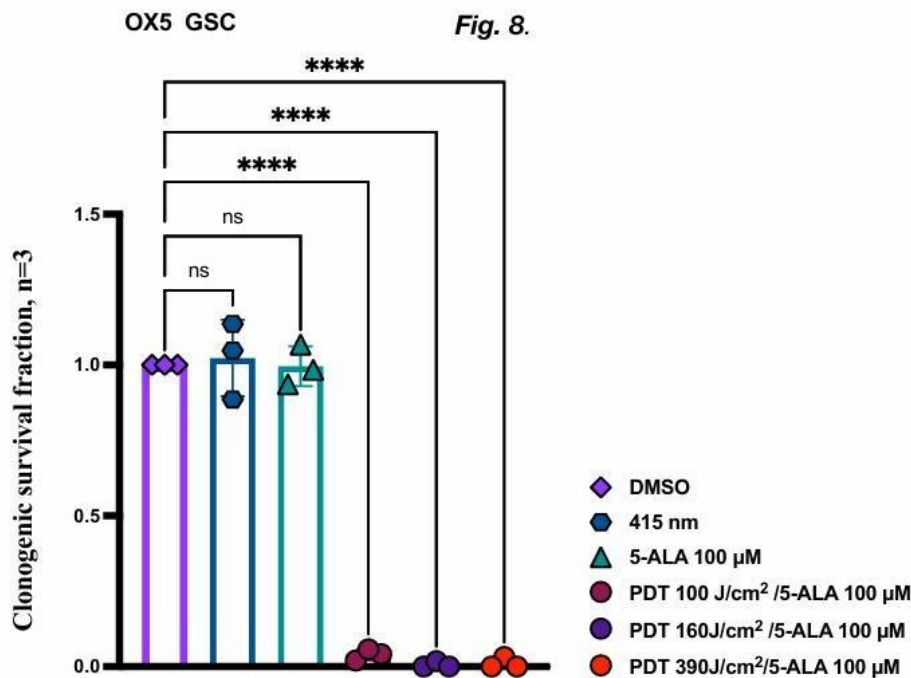 OX5 GSC
Fig. 8.
****
****
****
ns
ns
Clonogenic survival fraction, n=3
1.5
1.0
0.5
0.0
DMSO
415 nm
5-ALA 100 µM
PDT 100 J/cm² /5-ALA 100 µM
PDT 160J/cm² /5-ALA 100 µM
PDT 390J/cm²/5-ALA 100 µM